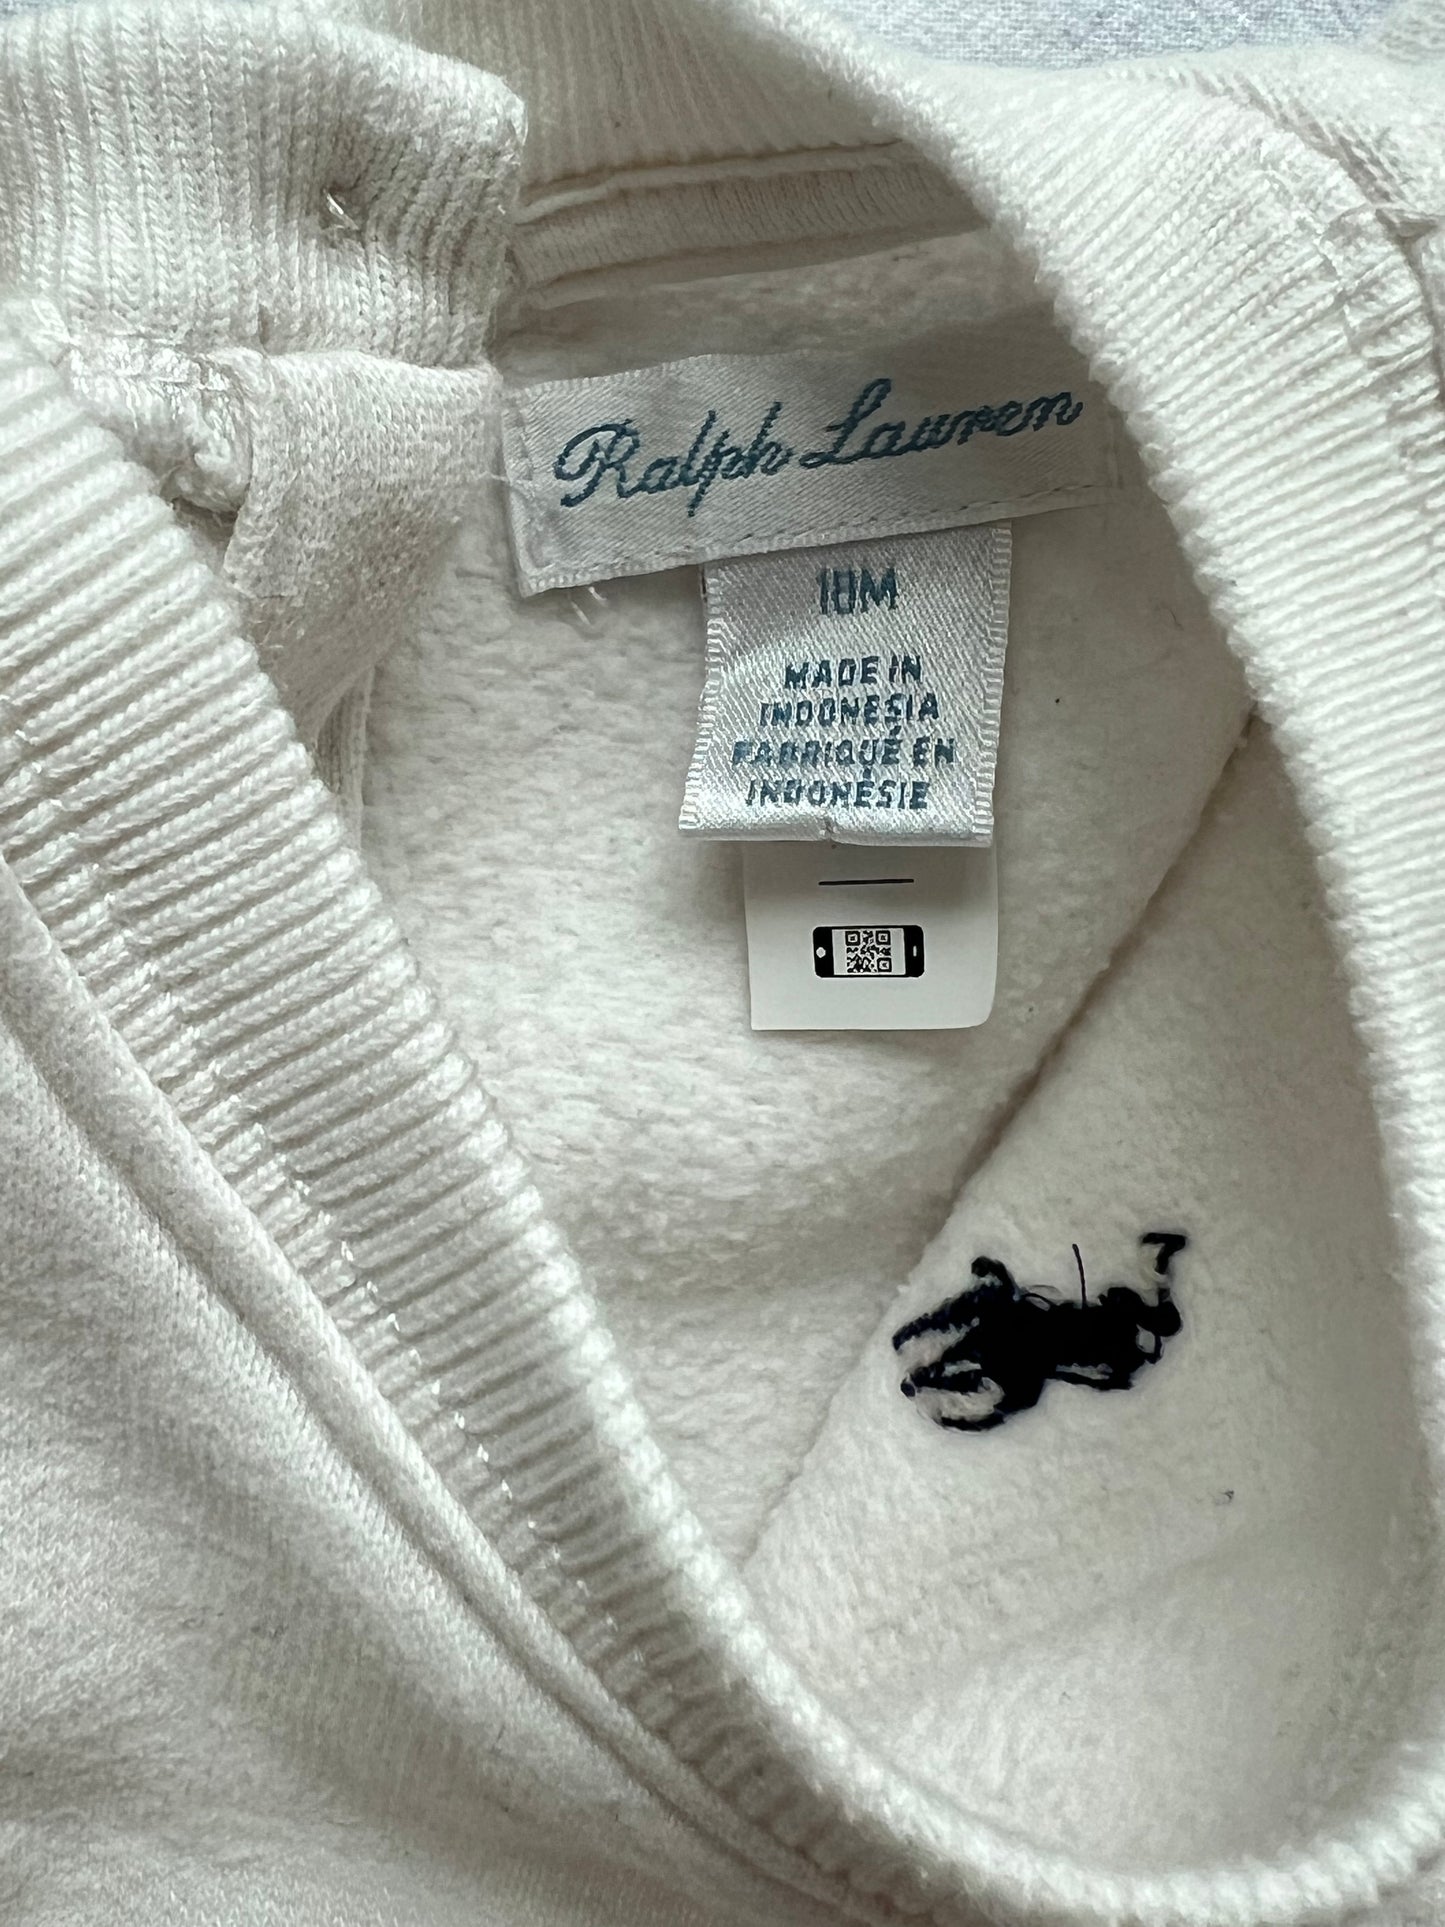 Ralph Lauren
18M
MADE IN
INDONESIA
FABRIQUÉ EN
INDONÉSIE